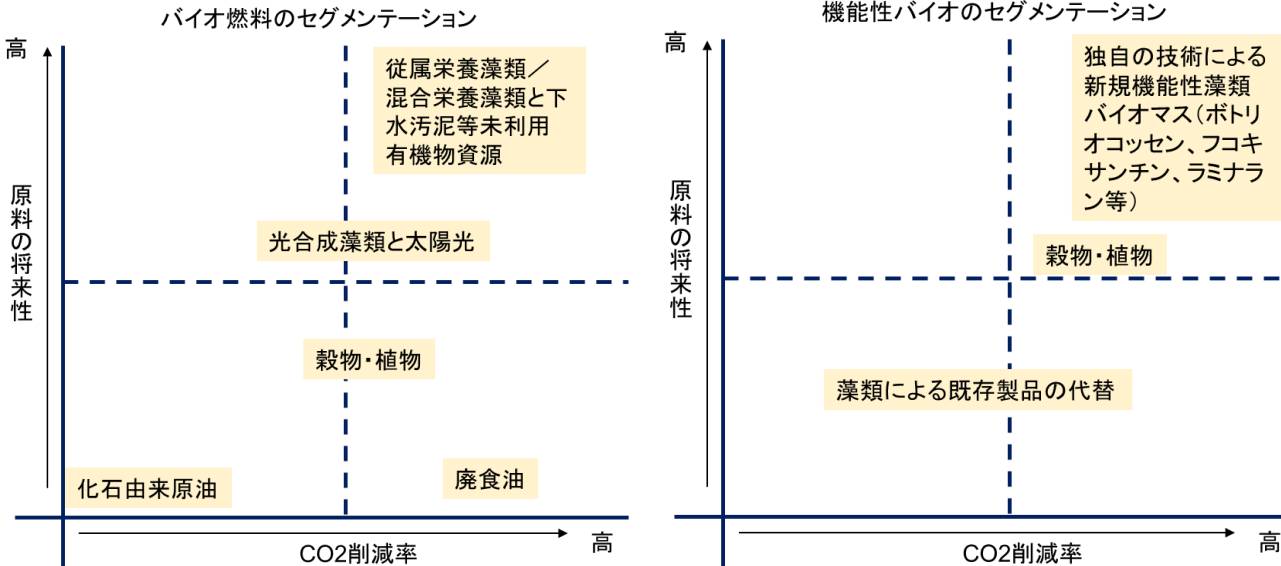 バイオ燃料のセグメンテーション
高
従属栄養藻類／
混合栄養藻類と下
水汚泥等未利用
有機物資源
原料の将来性
光合成藻類と太陽光
穀物・植物
化石由来原油
廃食油
CO2削減率
高
機能性バイオのセグメンテーション
高
独自の技術による
新規機能性藻類
バイオマス（ボトリ
オコッセン、フコキ
サンチン、ラミナラ
ン等）
原料の将来性
穀物・植物
藻類による既存製品の代替
CO2削減率
高